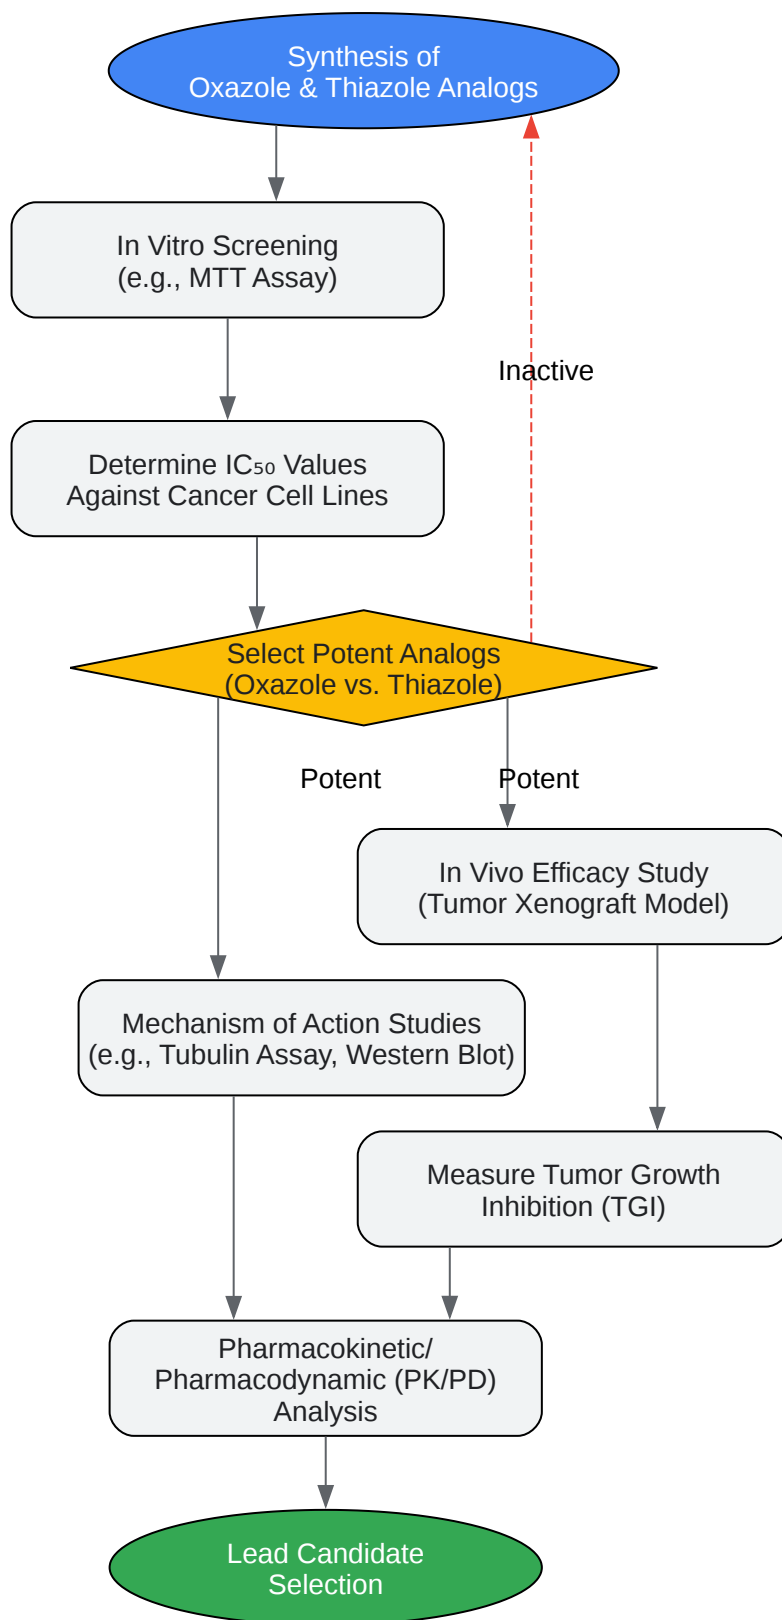 Synthesis of
Oxazole & Thiazole Analogs
In Vitro Screening
(e.g., MTT Assay)
Inactive
Determine IC₅₀ Values
Against Cancer Cell Lines
Select Potent Analogs
(Oxazole vs. Thiazole)
Potent
Potent
In Vivo Efficacy Study
(Tumor Xenograft Model)
Mechanism of Action Studies
(e.g., Tubulin Assay, Western Blot)
Measure Tumor Growth
Inhibition (TGI)
Pharmacokinetic/
Pharmacodynamic (PK/PD)
Analysis
Lead Candidate
Selection